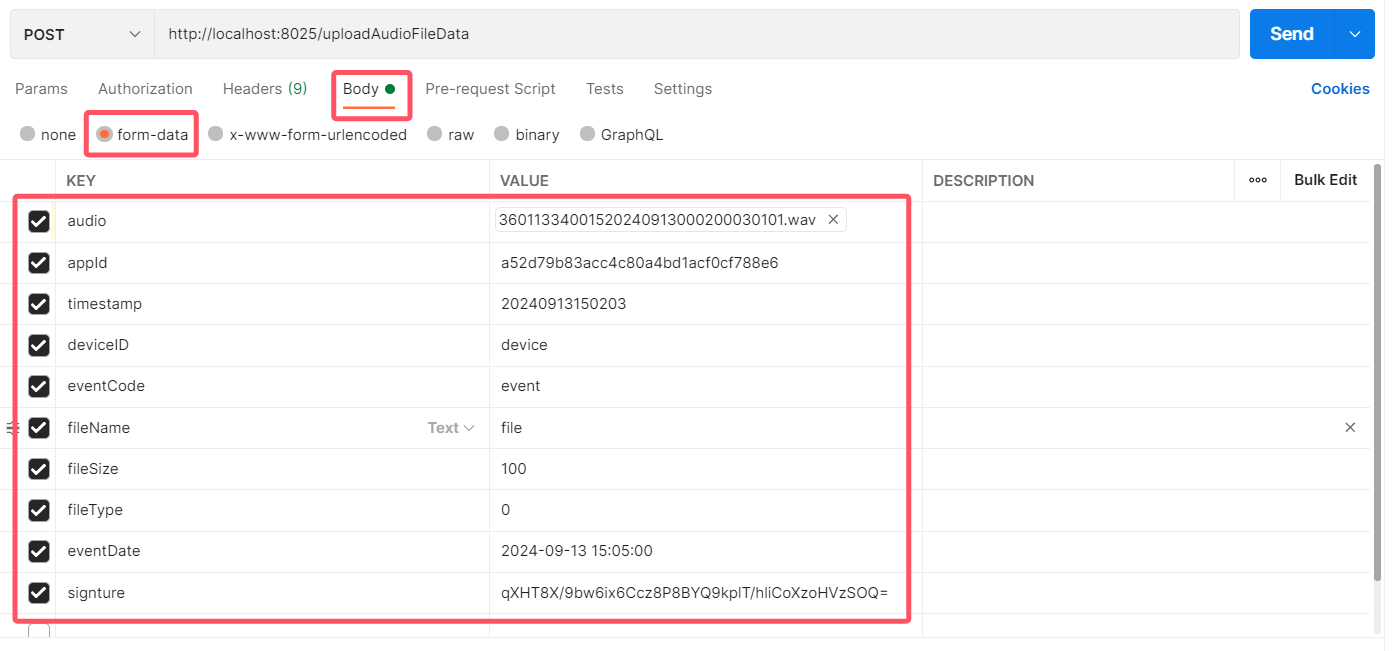 POST http://localhost:8025/uploadAudioFileData Send
Params Authorization Headers (9) Body Pre-request Script Tests Settings Cookies
none form-data x-www-form-urlencoded raw binary GraphQL
KEY VALUE DESCRIPTION Bulk Edit
audio 36011334001520240913000200030101.wav
appId a52d79b83acc4c80a4bd1acf0cf788e6
timestamp 20240913150203
deviceID device
eventCode event
fileName Text file
fileSize 100
fileType 0
eventDate 2024-09-13 15:05:00
signture qXHT8X/9bw6ix6Ccz8P8BYQ9kplT/hliCoXzoHVzSOQ=